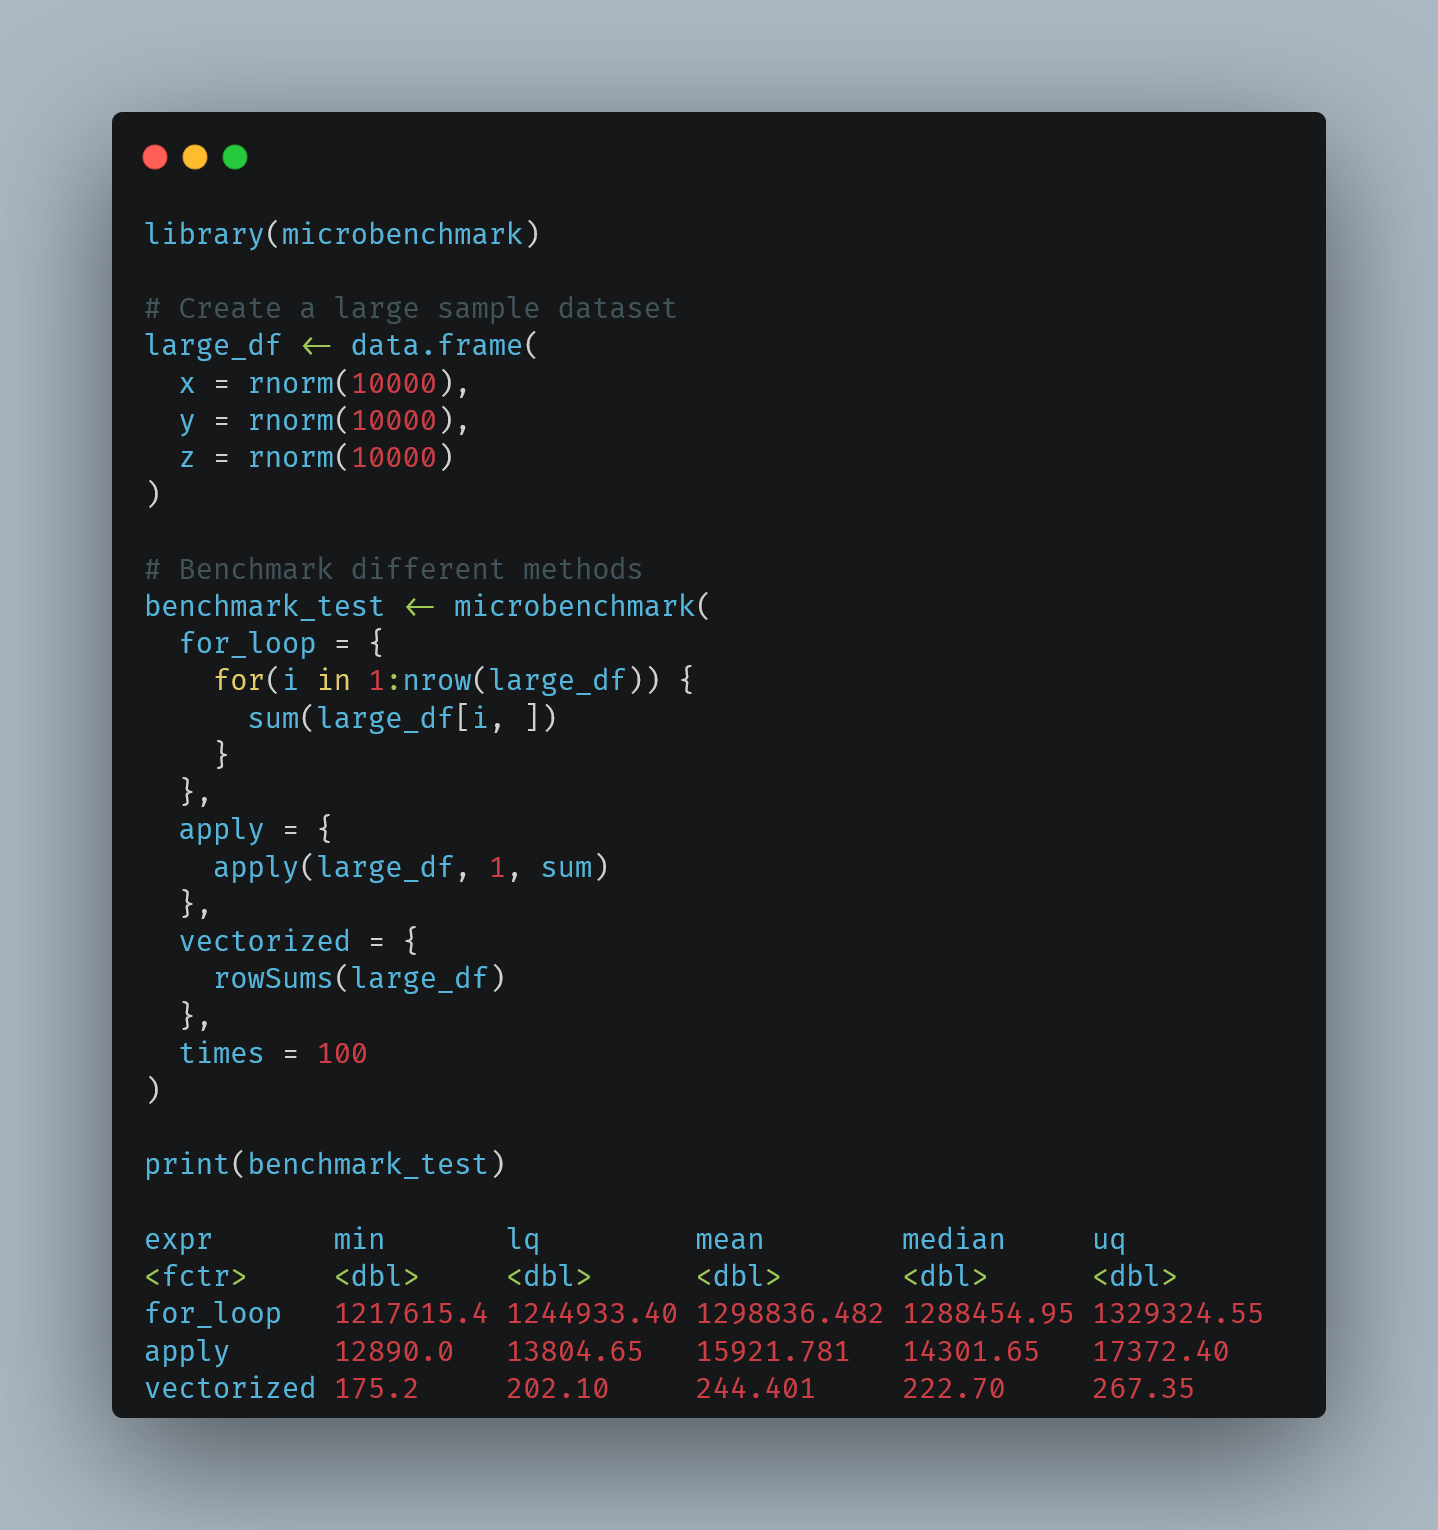 library(microbenchmark)

# Create a large sample dataset
large_df <- data.frame(
  x = rnorm(10000),
  y = rnorm(10000),
  z = rnorm(10000)
)

# Benchmark different methods
benchmark_test <- microbenchmark(
  for_loop = {
    for(i in 1:nrow(large_df)) {
      sum(large_df[i, ])
    }
  },
  apply = {
    apply(large_df, 1, sum)
  },
  vectorized = {
    rowSums(large_df)
  },
  times = 100
)

print(benchmark_test)

expr       min       lq         mean        median     uq
<fctr>     <dbl>     <dbl>      <dbl>       <dbl>      <dbl>
for_loop   1217615.4 1244933.40 1298836.482 1288454.95 1329324.55
apply      12890.0   13804.65   15921.781   14301.65   17372.40
vectorized 175.2     202.10     244.401     222.70     267.35